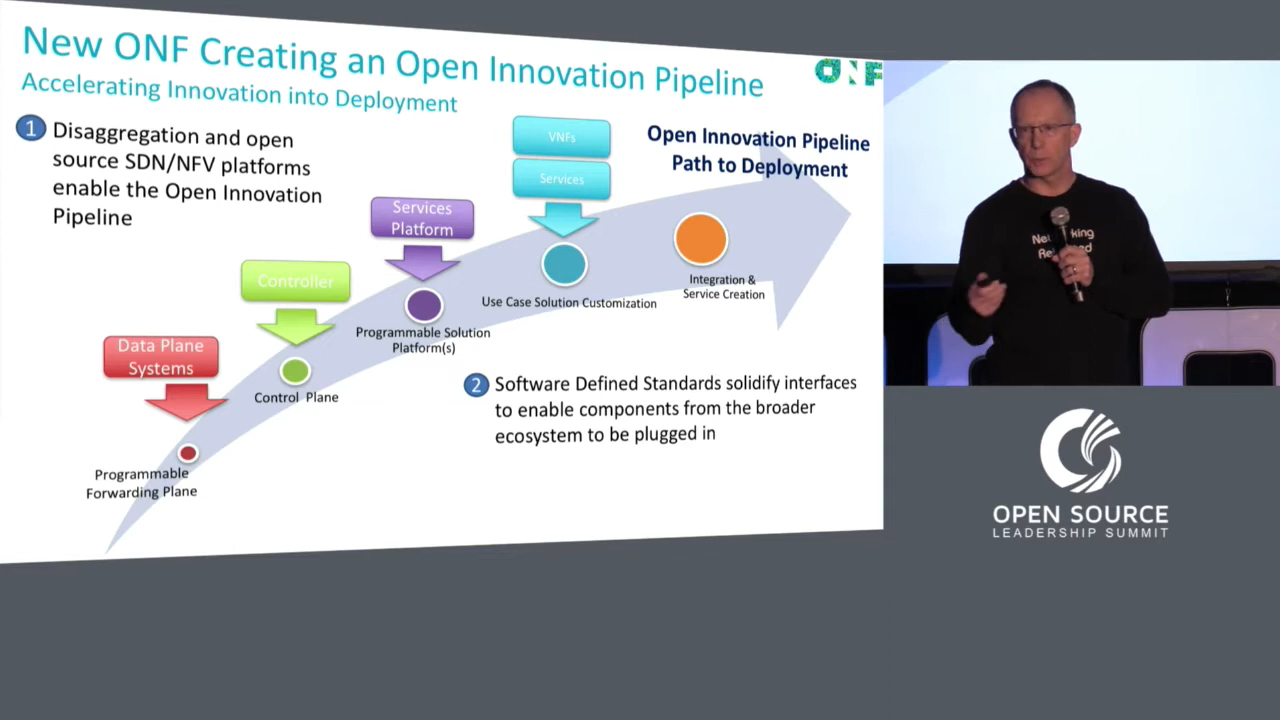 New ONF Creating an Open Innovation Pipeline
Accelerating Innovation into Deployment
ONF
1 Disaggregation and open
source SDN/NFV platforms
enable the Open Innovation
Pipeline
VNFs
Services
Open Innovation Pipeline
Path to Deployment
Services
Platform
Controller
Data Plane
Systems
Integration &
Service Creation
Use Case Solution Customization
Programmable Solution
Platform(s)
Control Plane
Programmable
Forwarding Plane
2 Software Defined Standards solidify interfaces
to enable components from the broader
ecosystem to be plugged in
OPEN SOURCE
LEADERSHIP SUMMIT